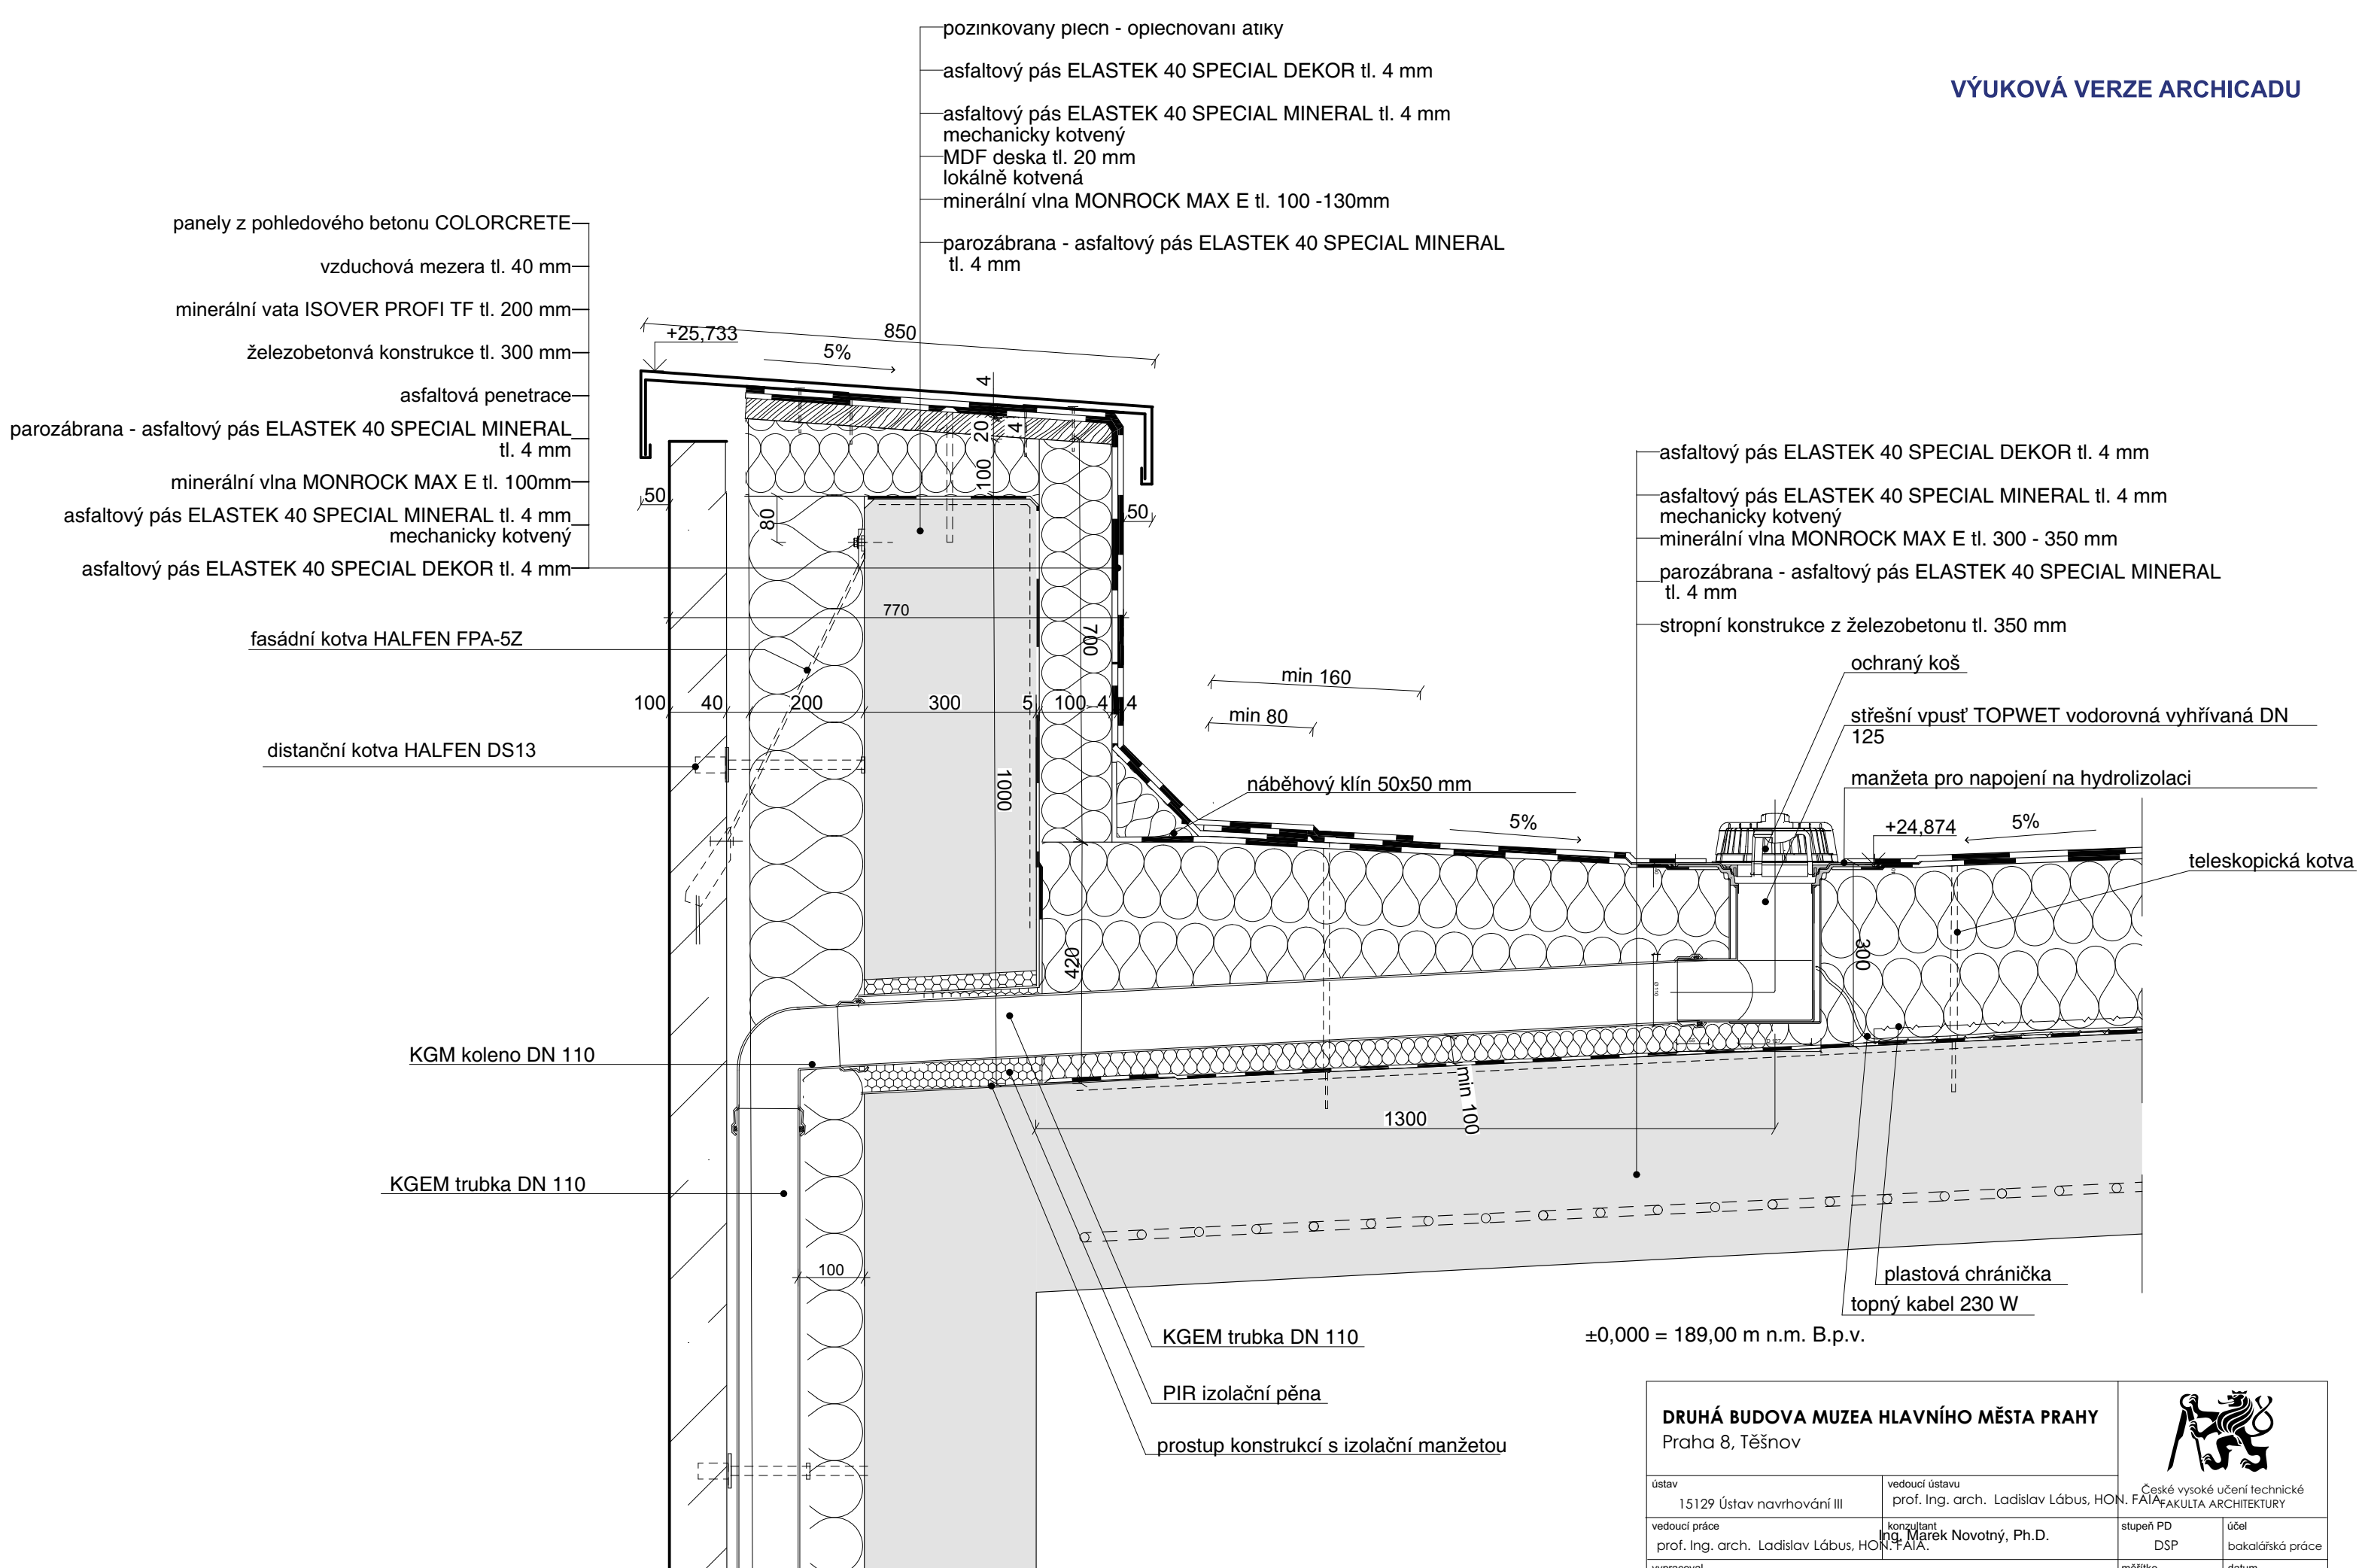 pozinkovaný plech - oplechování atiky
asfaltový pás ELASTEK 40 SPECIAL DEKOR tl. 4 mm
asfaltový pás ELASTEK 40 SPECIAL MINERAL tl. 4 mm
mechanicky kotvený
MDF deska tl. 20 mm
lokálně kotvená
minerální vlna MONROCK MAX E tl. 100 -130mm
parozábrana - asfaltový pás ELASTEK 40 SPECIAL MINERAL
tl. 4 mm
VÝUKOVÁ VERZE ARCHICADU
panely z pohledového betonu COLORCRETE
vzduchová mezera tl. 40 mm
minerální vata ISOVER PROFI TF tl. 200 mm
železobetonvá konstrukce tl. 300 mm
asfaltová penetrace
parozábrana - asfaltový pás ELASTEK 40 SPECIAL MINERAL
tl. 4 mm
minerální vlna MONROCK MAX E tl. 100mm
asfaltový pás ELASTEK 40 SPECIAL MINERAL tl. 4 mm
mechanicky kotvený
asfaltový pás ELASTEK 40 SPECIAL DEKOR tl. 4 mm
fasádní kotva HALFEN FPA-5Z
distanční kotva HALFEN DS13
KGM koleno DN 110
KGEM trubka DN 110
+25,733
850
5%
4
20
4
100
50
80
50
770
700
100
40
200
300
5
100
4
4
1000
420
min 160
min 80
náběhový klín 50x50 mm
5%
asfaltový pás ELASTEK 40 SPECIAL DEKOR tl. 4 mm
asfaltový pás ELASTEK 40 SPECIAL MINERAL tl. 4 mm
mechanicky kotvený
minerální vlna MONROCK MAX E tl. 300 - 350 mm
parozábrana - asfaltový pás ELASTEK 40 SPECIAL MINERAL
tl. 4 mm
stropní konstrukce z železobetonu tl. 350 mm
ochraný koš
střešní vpusť TOPWET vodorovná vyhřívaná DN
125
manžeta pro napojení na hydrolizolaci
+24,874
5%
teleskopická kotva
300
Ø 110
min 100
1300
100
plastová chránička
topný kabel 230 W
KGEM trubka DN 110
PIR izolační pěna
prostup konstrukcí s izolační manžetou
±0,000 = 189,00 m n.m. B.p.v.
DRUHÁ BUDOVA MUZEA HLAVNÍHO MĚSTA PRAHY
Praha 8, Těšnov
ústav
15129 Ústav navrhování III
vedoucí ústavu
prof. Ing. arch. Ladislav Lábus, HON. FAIA
České vysoké učení technické
FAKULTA ARCHITEKTURY
vedoucí práce
prof. Ing. arch. Ladislav Lábus, HON. FAIA.
konzultant
Ing. Marek Novotný, Ph.D.
stupeň PD
DSP
účel
bakalářská práce
vypracoval
měřítko
datum